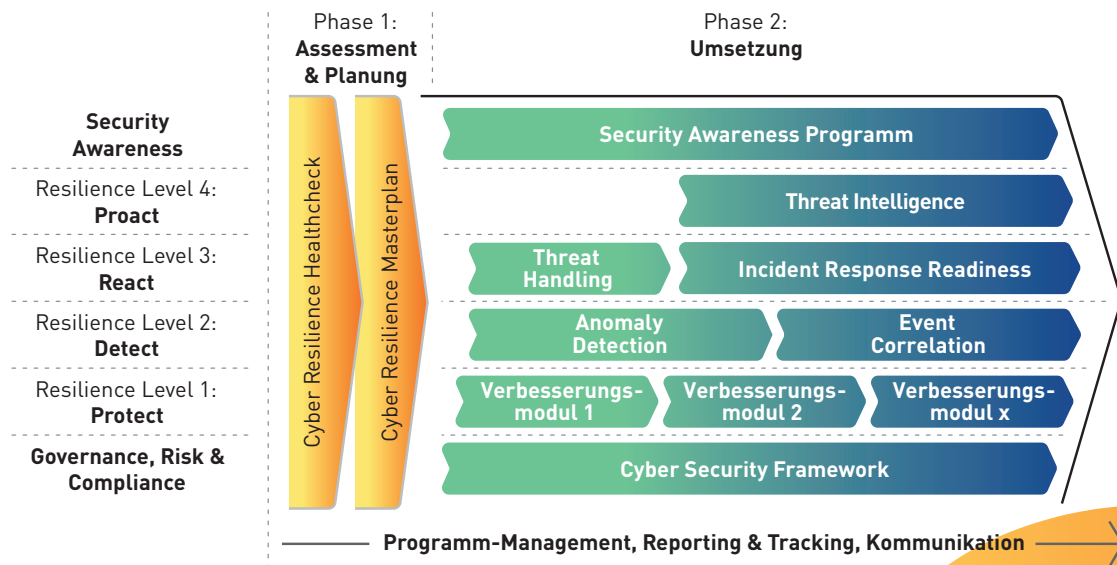 Phase 1:
Assessment
& Planung
Phase 2:
Umsetzung
Security
Awareness
Resilience Level 4:
Proact
Resilience Level 3:
React
Resilience Level 2:
Detect
Resilience Level 1:
Protect
Governance, Risk &
Compliance
Cyber Resilience Healthcheck
Cyber Resilience Masterplan
Security Awareness Programm
Threat Intelligence
Threat
Handling
Incident Response Readiness
Anomaly
Detection
Event
Correlation
Verbesserungs-
modul 1
Verbesserungs-
modul 2
Verbesserungs-
modul x
Cyber Security Framework
Programm-Management, Reporting & Tracking, Kommunikation